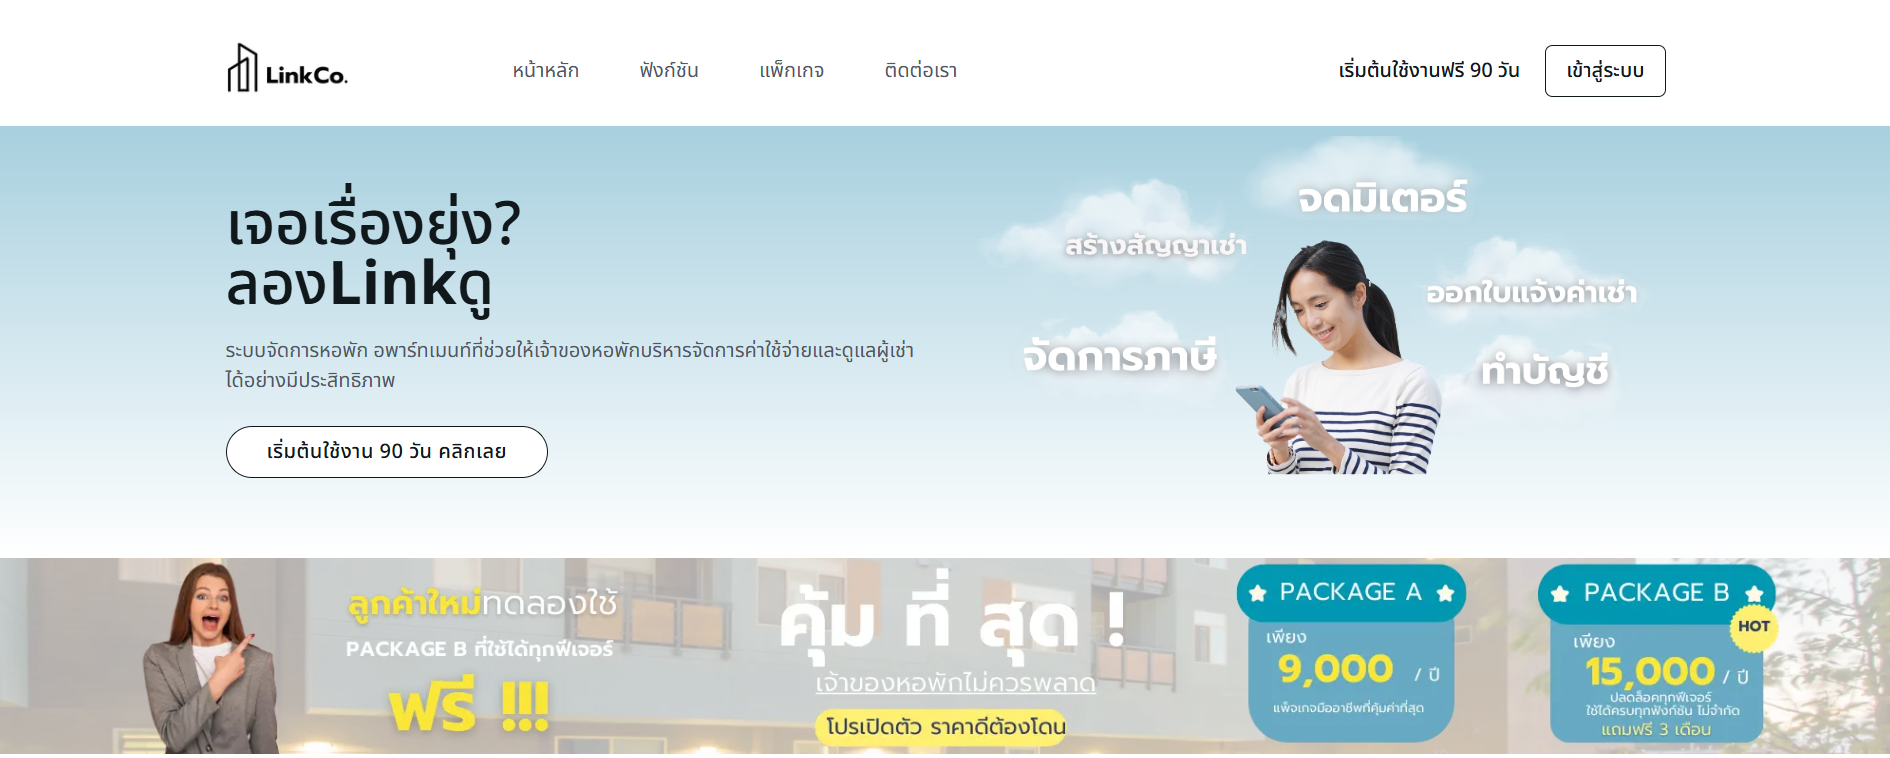 LinkCo.
หน้าหลัก
ฟังก์ชัน
แพ็กเกจ
ติดต่อเรา
เริ่มต้นใช้งานฟรี 90 วัน
เข้าสู่ระบบ
เจอเรื่องยุ่ง?
ลองLinkดู
ระบบจัดการหอพัก อพาร์ทเมนท์ที่ช่วยให้เจ้าของหอพักบริหารจัดการค่าใช้จ่ายและดูแลผู้เช่า
ได้อย่างมีประสิทธิภาพ
เริ่มต้นใช้งาน 90 วัน คลิกเลย
จดมิเตอร์
สร้างสัญญาเช่า
ออกใบแจ้งค่าเช่า
จัดการภาษี
ทำบัญชี
ลูกค้าใหม่ทดลองใช้
PACKAGE B ที่ใช้ได้ทุกฟีเจอร์
ฟรี !!!
คุ้ม ที่ สุด !
เจ้าของหอพักไม่ควรพลาด
โปรเปิดตัว ราคาดีต้องโดน
PACKAGE A
เพียง
9,000 / ปี
แพ็จเกจมืออาชีพที่คุ้มค่าที่สุด
PACKAGE B
HOT
เพียง
15,000 / ปี
ปลดล็อคทุกฟีเจอร์
ใช้ได้ครบทุกฟังก์ชัน ไม่จำกัด
แถมฟรี 3 เดือน